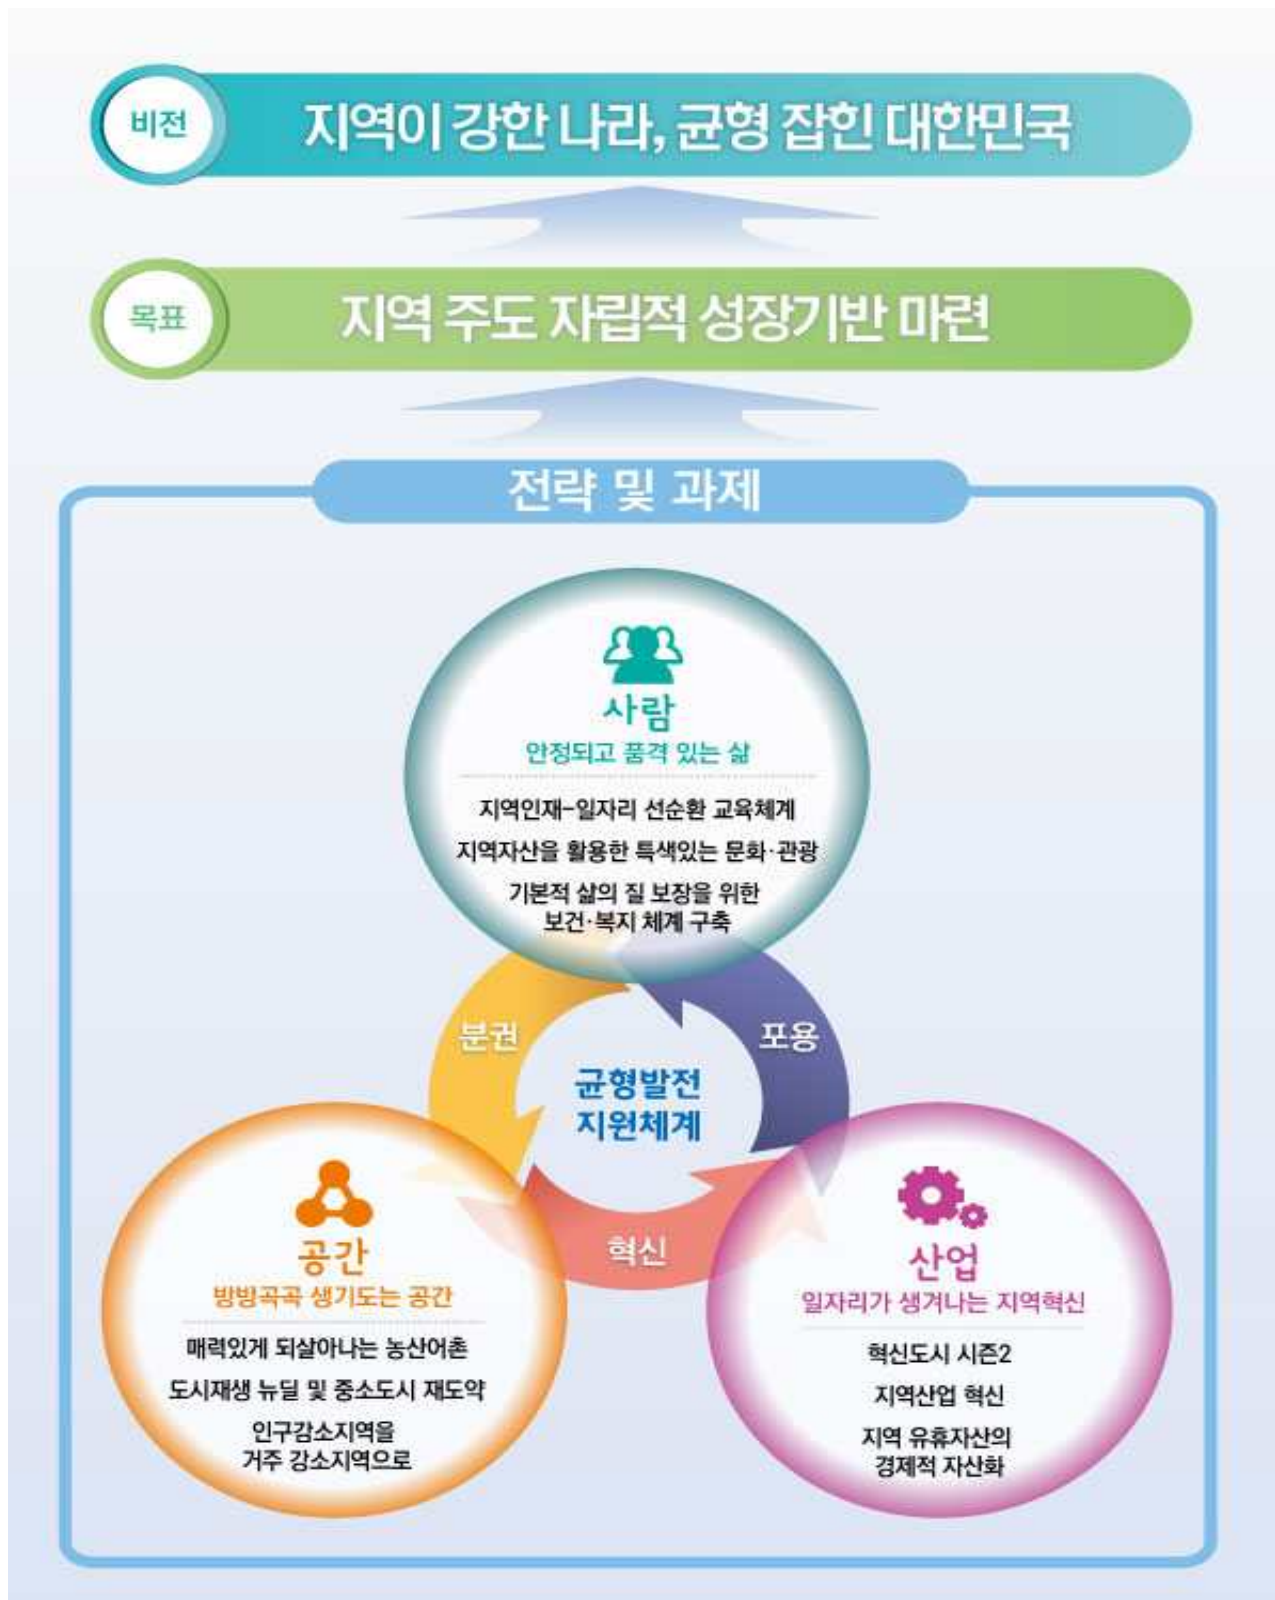 비전
지역이 강한 나라, 균형 잡힌 대한민국
목표
지역 주도 자립적 성장기반 마련
전략 및 과제
사람
안정되고 품격 있는 삶
지역인재-일자리 선순환 교육체계
지역자산을 활용한 특색있는 문화·관광
기본적 삶의 질 보장을 위한
보건·복지 체계 구축
분권
포용
균형발전
지원체계
혁신
공간
방방곡곡 생기도는 공간
매력있게 되살아나는 농산어촌
도시재생 뉴딜 및 중소도시 재도약
인구감소지역을
거주 강소지역으로
산업
일자리가 생겨나는 지역혁신
혁신도시 시즌2
지역산업 혁신
지역 유휴자산의
경제적 자산화